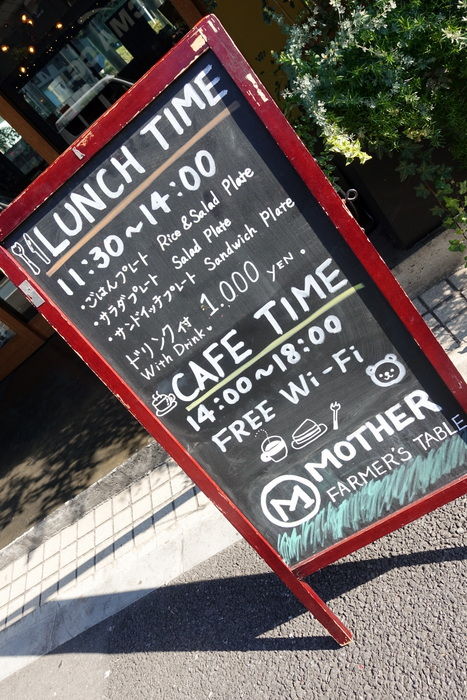 LUNCH TIME
11:30~14:00
・ごはんプレート Rice & Salad Plate
・サラダプレート Salad Plate
・サンドイッチプレート Sandwich Plate
ドリンク付 1.000 YEN.
With Drink.
CAFE TIME
14:00~18:00
FREE Wi-Fi
M MOTHER
FARMER'S TABLE